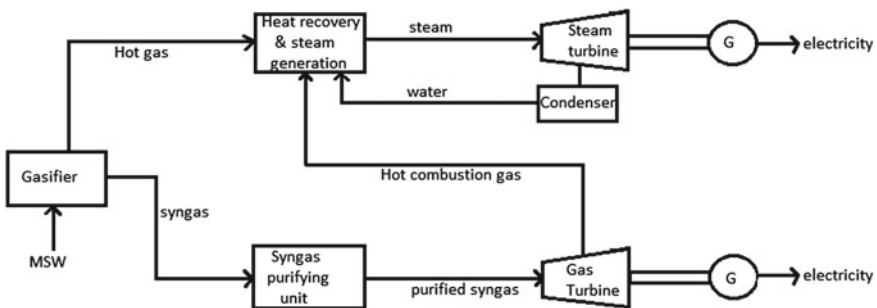 Heat recovery
& steam
generation
steam
Steam
turbine
G
electricity
Hot gas
water
Condenser
Gasifier
Hot combustion gas
syngas
MSW
Syngas
purifying
unit
purified syngas
Gas
Turbine
G
electricity